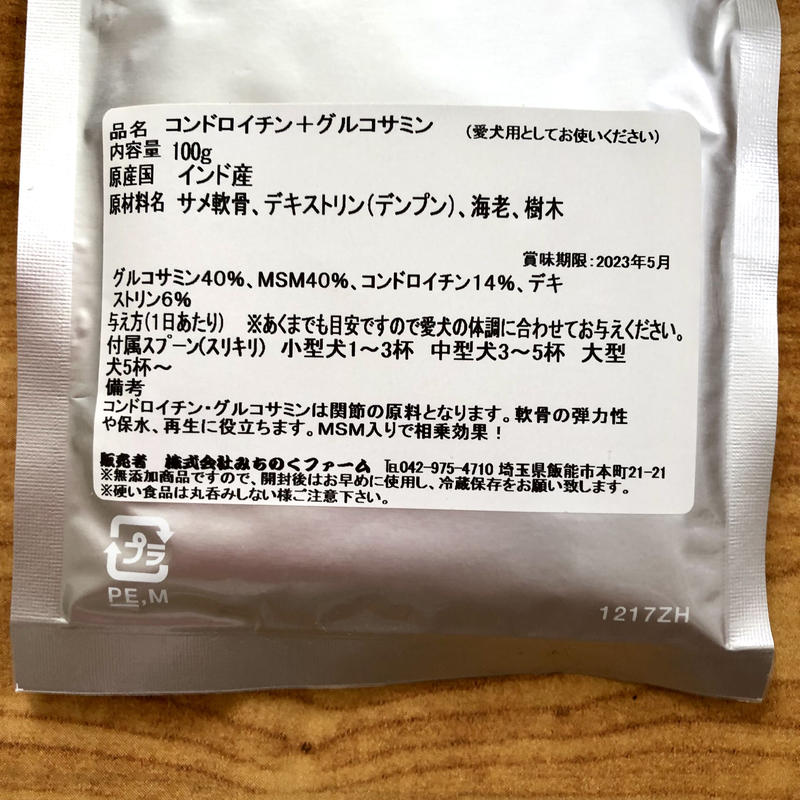 品名 コンドロイチン＋グルコサミン （愛犬用としてお使いください）
内容量 100g
原産国 インド産
原材料名 サメ軟骨、デキストリン（デンプン）、海老、樹木
賞味期限：2023年5月
グルコサミン40％、MSM40％、コンドロイチン14％、デキ
ストリン6％
与え方（1日あたり） ※あくまでも目安ですので愛犬の体調に合わせてお与えください。
付属スプーン（スリキリ） 小型犬1～3杯 中型犬3～5杯 大型
犬5杯～
備考
コンドロイチン・グルコサミンは関節の原料となります。軟骨の弾力性
や保水、再生に役立ちます。MSM入りで相乗効果！
販売者 株式会社みちのくファーム ℡042-975-4710 埼玉県飯能市本町21-21
※無添加商品ですので、開封後はお早めに使用し、冷蔵保存をお願い致します。
※硬い食品は丸呑みしない様ご注意下さい。
プラ
PE,M
1217ZH